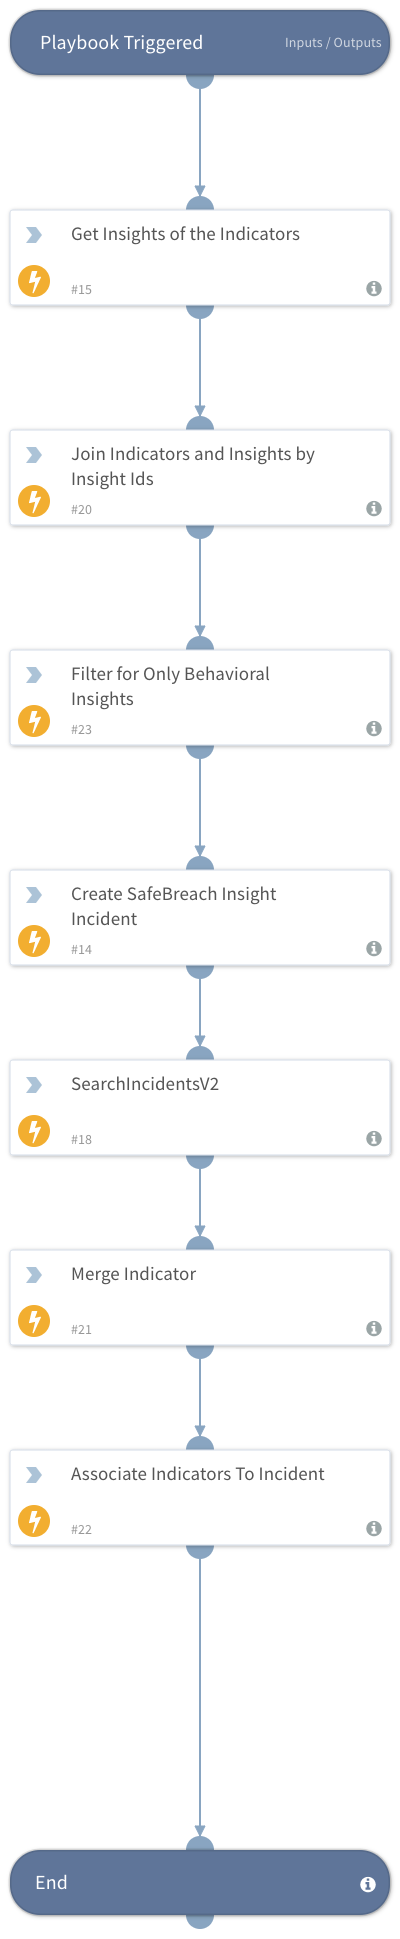 Playbook Triggered
Inputs / Outputs
Get Insights of the Indicators
#15
Join Indicators and Insights by
Insight Ids
#20
Filter for Only Behavioral
Insights
#23
Create SafeBreach Insight
Incident
#14
SearchIncidentsV2
#18
Merge Indicator
#21
Associate Indicators To Incident
#22
End